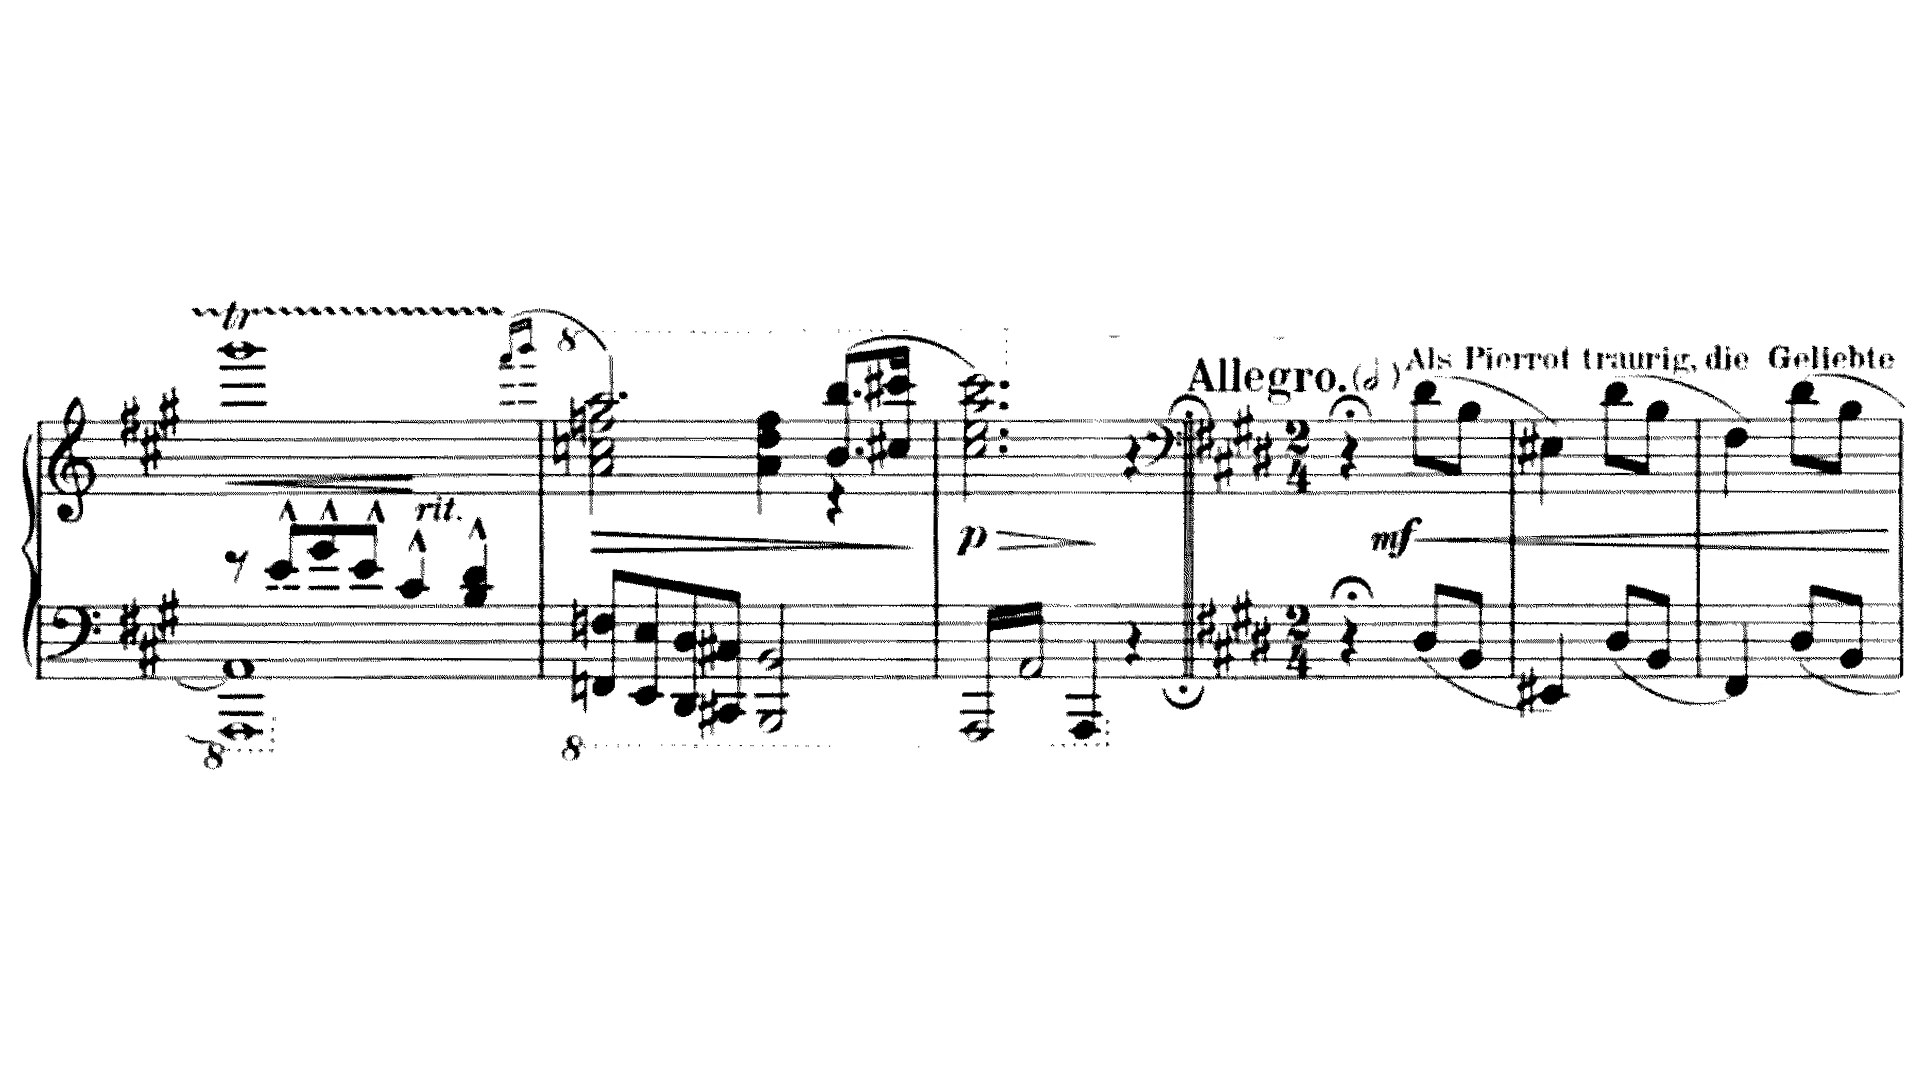 tr
8
Allegro.
Als Pierrot traurig, die Geliebte
rit.
p
mf
8
8